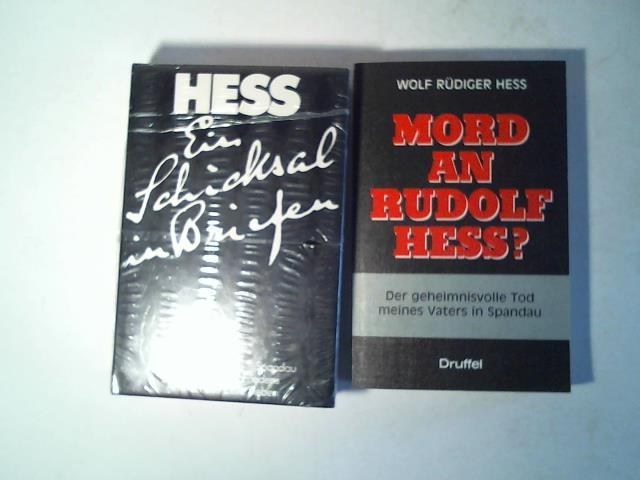 HESS
Ein
Schicksal
in Briefen
Spandau
WOLF RÜDIGER HESS
MORD
AN
RUDOLF
HESS?
Der geheimnisvolle Tod
meines Vaters in Spandau
Druffel